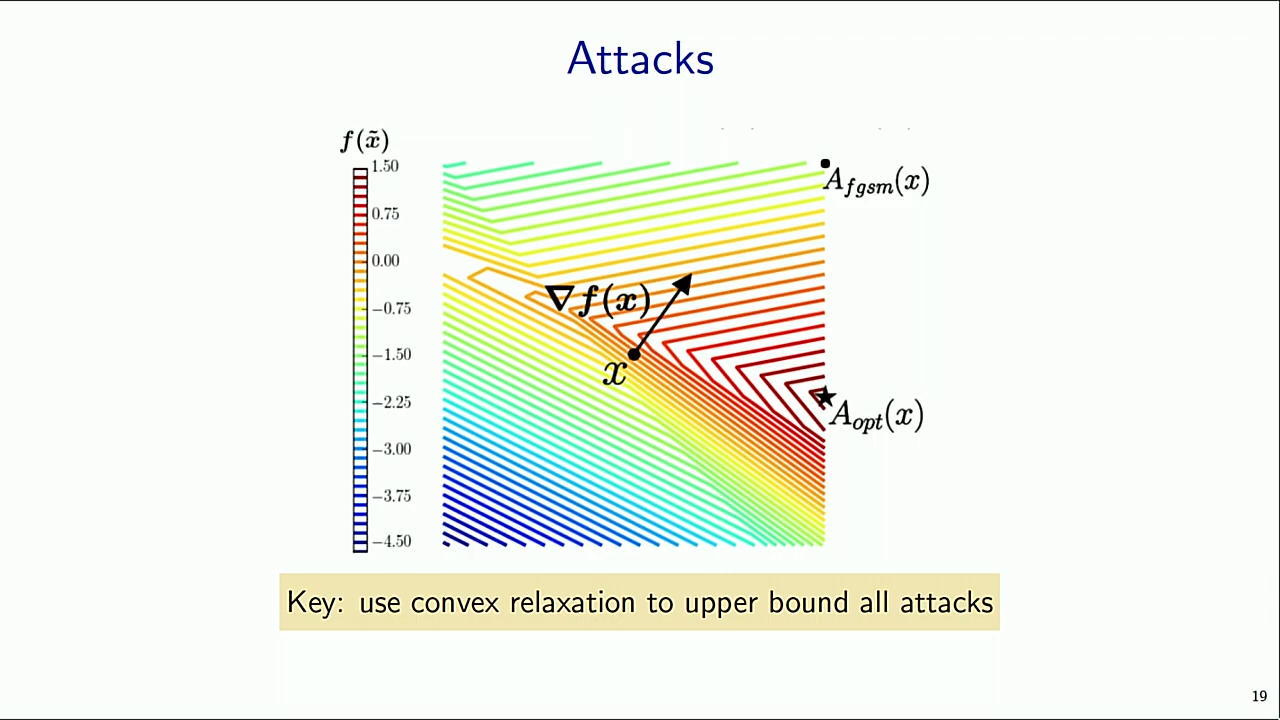 Attacks
f(x̃)
1.50
0.75
0.00
−0.75
−1.50
−2.25
−3.00
−3.75
−4.50
A_fgsm(x)
∇f(x)
x
A_opt(x)
Key: use convex relaxation to upper bound all attacks
19